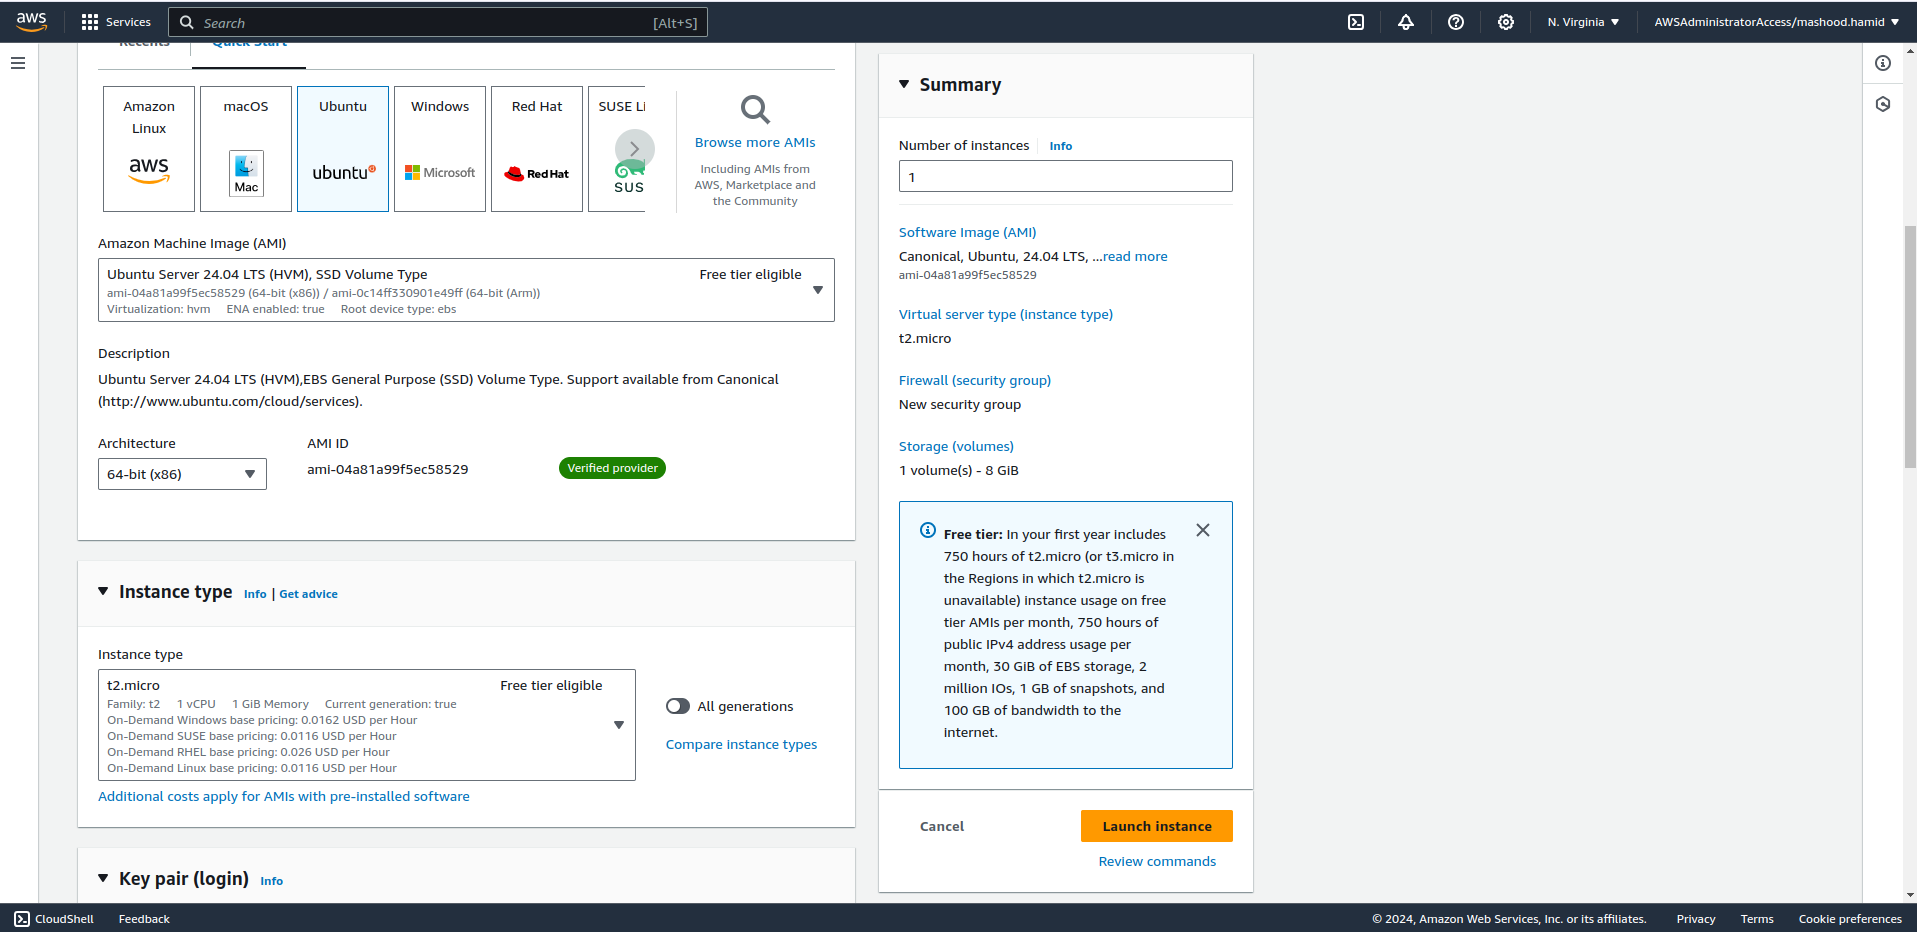 aws
Services
Search
[Alt+S]
N. Virginia
AWSAdministratorAccess/mashood.hamid
Recents
Quick Start
Amazon
Linux
aws
macOS
Mac
Ubuntu
ubuntu
Windows
Microsoft
Red Hat
Red Hat
SUSE Li
SUS
Browse more AMIs
Including AMIs from
AWS, Marketplace and
the Community
Amazon Machine Image (AMI)
Ubuntu Server 24.04 LTS (HVM), SSD Volume Type
Free tier eligible
ami-04a81a99f5ec58529 (64-bit (x86)) / ami-0c14ff330901e49ff (64-bit (Arm))
Virtualization: hvm ENA enabled: true Root device type: ebs
Description
Ubuntu Server 24.04 LTS (HVM),EBS General Purpose (SSD) Volume Type. Support available from Canonical
(http://www.ubuntu.com/cloud/services).
Architecture
AMI ID
64-bit (x86)
ami-04a81a99f5ec58529
Verified provider
Instance type
Info | Get advice
Instance type
t2.micro
Free tier eligible
Family: t2 1 vCPU 1 GiB Memory Current generation: true
On-Demand Windows base pricing: 0.0162 USD per Hour
On-Demand SUSE base pricing: 0.0116 USD per Hour
On-Demand RHEL base pricing: 0.026 USD per Hour
On-Demand Linux base pricing: 0.0116 USD per Hour
All generations
Compare instance types
Additional costs apply for AMIs with pre-installed software
Key pair (login)
Info
Summary
Number of instances
Info
1
Software Image (AMI)
Canonical, Ubuntu, 24.04 LTS, ...read more
ami-04a81a99f5ec58529
Virtual server type (instance type)
t2.micro
Firewall (security group)
New security group
Storage (volumes)
1 volume(s) - 8 GiB
Free tier: In your first year includes
750 hours of t2.micro (or t3.micro in
the Regions in which t2.micro is
unavailable) instance usage on free
tier AMIs per month, 750 hours of
public IPv4 address usage per
month, 30 GiB of EBS storage, 2
million IOs, 1 GB of snapshots, and
100 GB of bandwidth to the
internet.
Cancel
Launch instance
Review commands
CloudShell
Feedback
© 2024, Amazon Web Services, Inc. or its affiliates.
Privacy
Terms
Cookie preferences